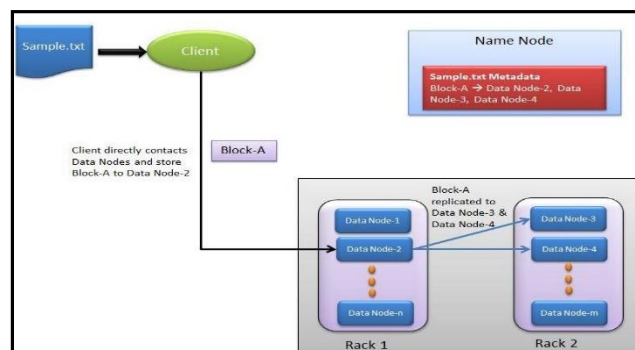 Sample.txt
Client
Name Node
Sample.txt Metadata
Block-A → Data Node-2, Data
Node-3, Data Node-4
Client directly contacts
Data Nodes and store
Block-A to Data Node-2
Block-A
Block-A
replicated to
Data Node-3 &
Data Node-4
Data Node-1
Data Node-2
Data Node-n
Data Node-3
Data Node-4
Data Node-m
Rack 1
Rack 2